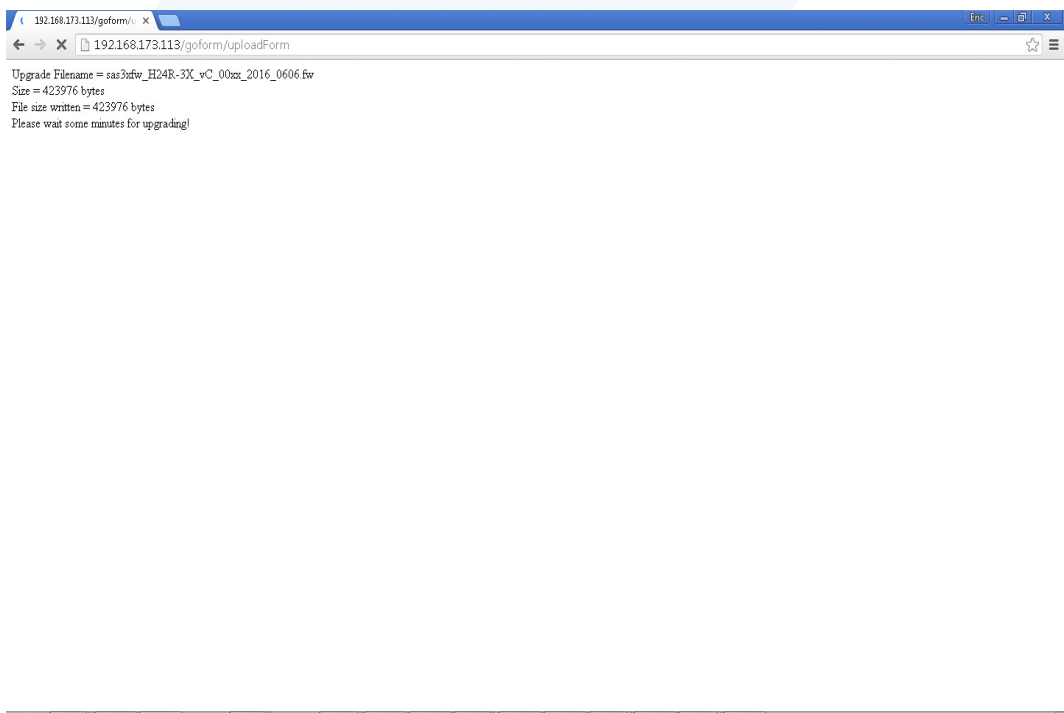 192.168.173.113/goform/u
Enc
192.168.173.113/goform/uploadForm
Upgrade Filename = sas3xfw_H24R-3X_vC_00xx_2016_0606.fw
Size = 423976 bytes
File size written = 423976 bytes
Please wait some minutes for upgrading!